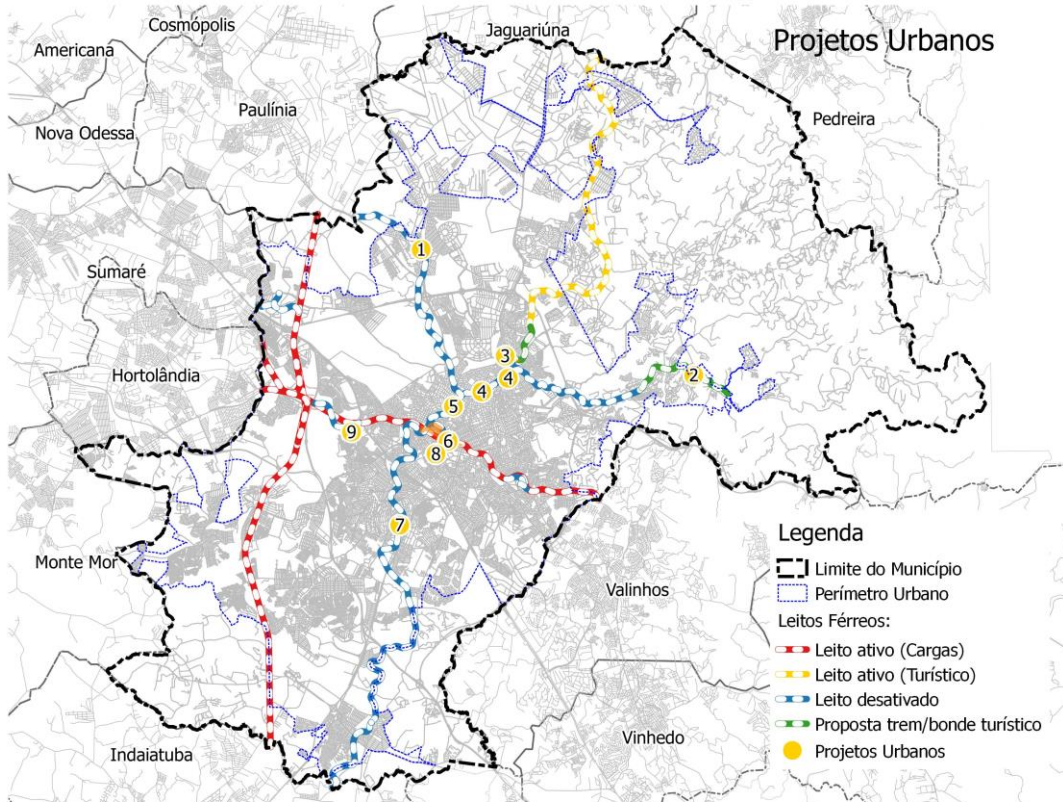 Projetos Urbanos
Cosmópolis
Jaguariúna
Americana
Paulínia
Pedreira
Nova Odessa
1
Sumaré
Hortolândia
3
2
4
4
5
9
6
8
7
Monte Mor
Valinhos
Indaiatuba
Vinhedo
Legenda
Limite do Município
Perímetro Urbano
Leitos Férreos:
Leito ativo (Cargas)
Leito ativo (Turístico)
Leito desativado
Proposta trem/bonde turístico
Projetos Urbanos